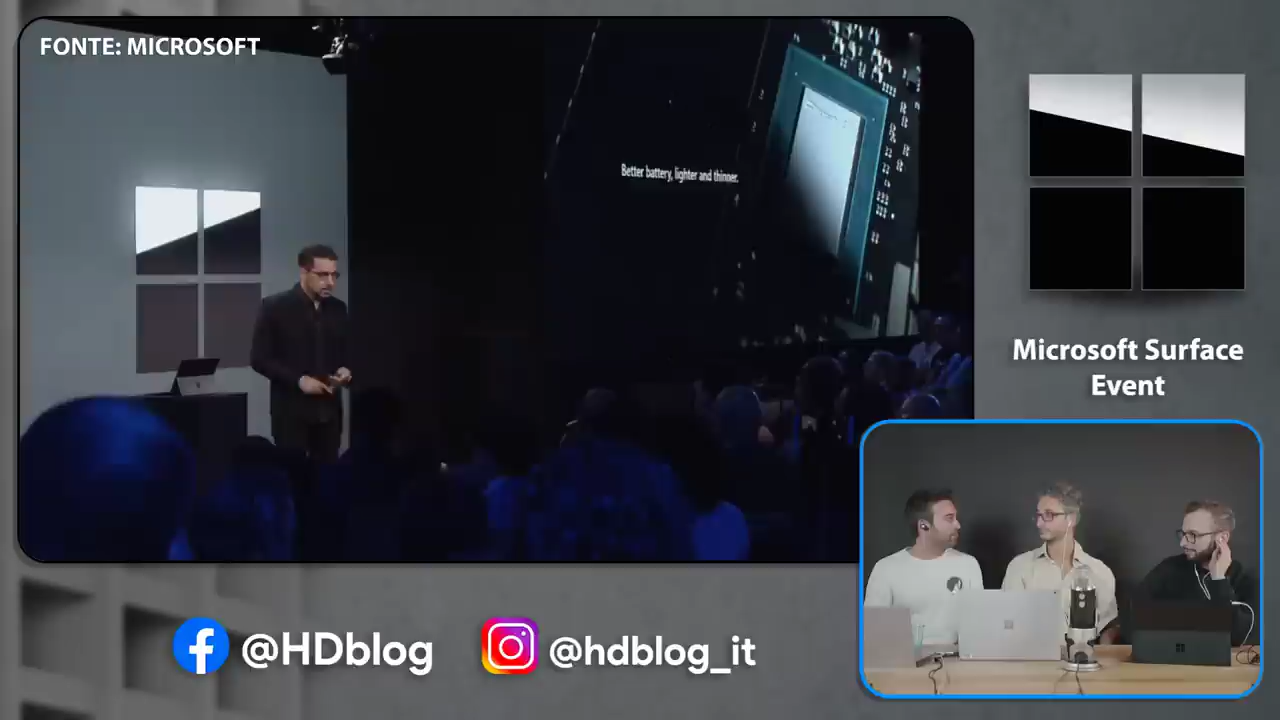 FONTE: MICROSOFT
Better battery, lighter and thinner.
Microsoft Surface
Event
@HDblog
@hdblog_it